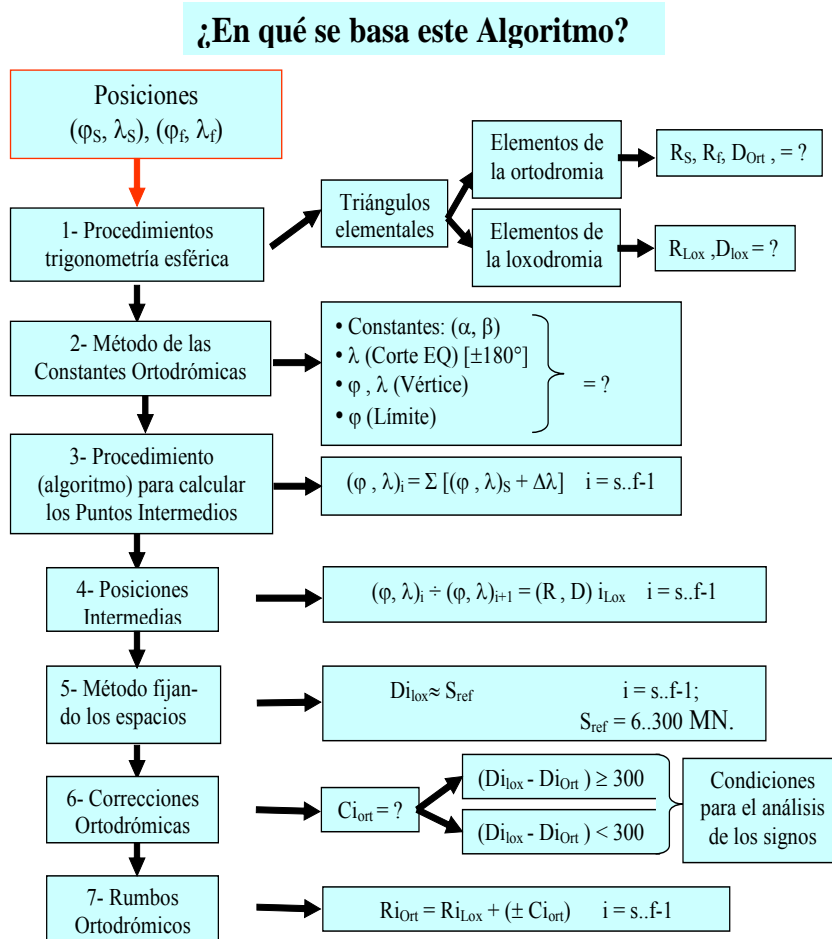 ¿En qué se basa este Algoritmo?
Posiciones
(φS, λS), (φf, λf)
Elementos de
la ortodromia
RS, Rf, DOrt , = ?
Triángulos
elementales
1- Procedimientos
trigonometría esférica
Elementos de
la loxodromia
RLox ,Dlox = ?
2- Método de las
Constantes Ortodrómicas
• Constantes: (α, β)
• λ (Corte EQ) [±180°]
• φ , λ (Vértice)
• φ (Límite)
= ?
3- Procedimiento
(algoritmo) para calcular
los Puntos Intermedios
(φ , λ)i = Σ [(φ , λ)S + Δλ] i = s..f-1
4- Posiciones
Intermedias
(φ, λ)i ÷ (φ, λ)i+1 = (R , D) iLox i = s..f-1
5- Método fijan-
do los espacios
Dilox≈ Sref i = s..f-1;
Sref = 6..300 MN.
6- Correcciones
Ortodrómicas
Ciort = ?
(Dilox - DiOrt ) ≥ 300
(Dilox - DiOrt ) < 300
Condiciones
para el análisis
de los signos
7- Rumbos
Ortodrómicos
RiOrt = RiLox + (± Ciort) i = s..f-1